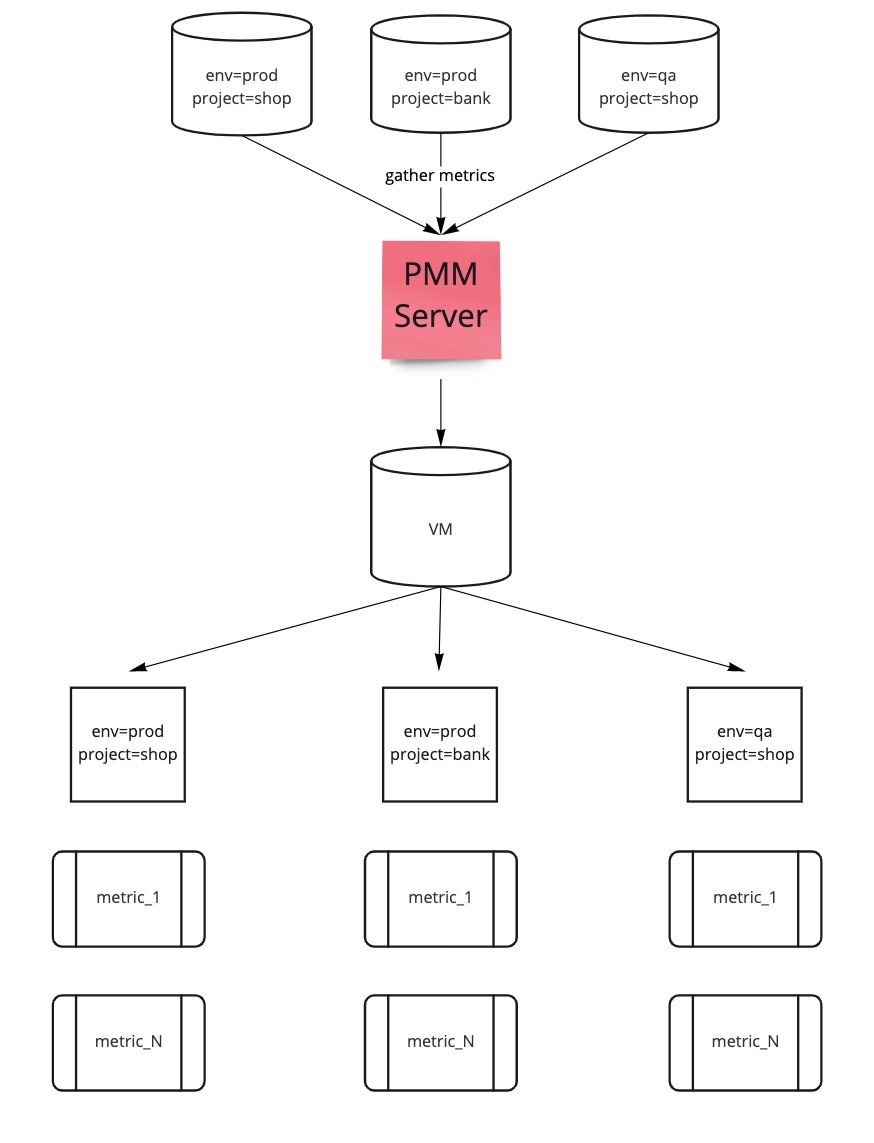 env=prod
project=shop
env=prod
project=bank
env=qa
project=shop
gather metrics
PMM
Server
VM
env=prod
project=shop
env=prod
project=bank
env=qa
project=shop
metric_1
metric_1
metric_1
metric_N
metric_N
metric_N